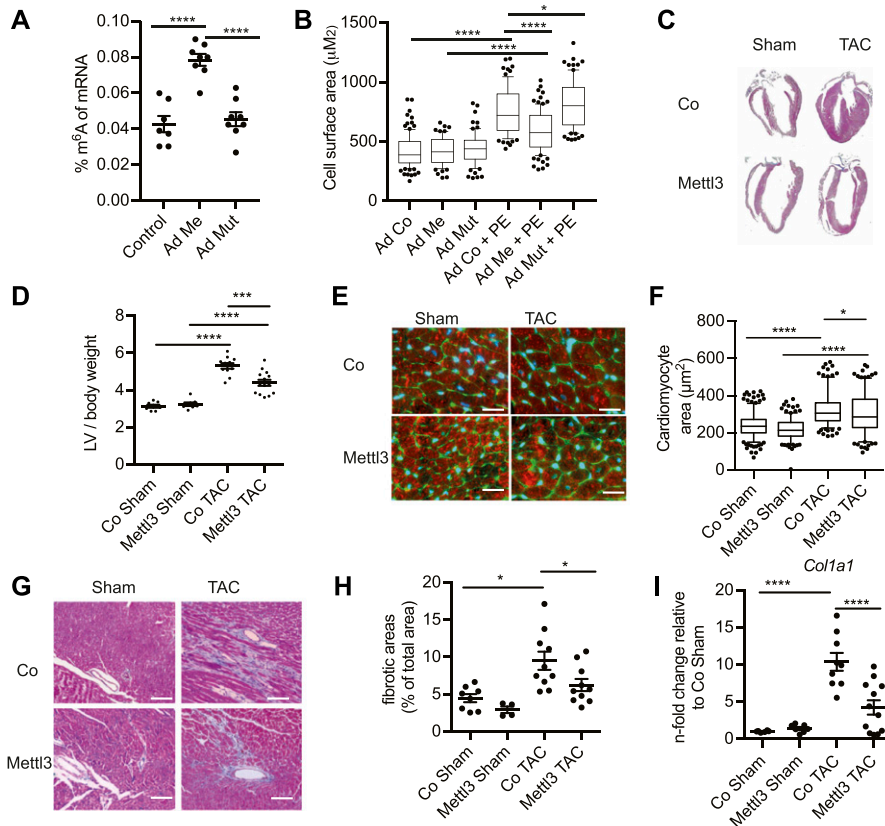 A
% m6A of mRNA
0.10
0.08
0.06
0.04
0.02
0.00
****
****
Control
Ad Me
Ad Mut
B
Cell surface area (μM2)
1500
1000
500
0
*
****
****
****
Ad Co
Ad Me
Ad Mut
Ad Co + PE
Ad Me + PE
Ad Mut + PE
C
Sham
TAC
Co
Mettl3
D
LV / body weight
8
6
4
2
0
***
****
****
Co Sham
Mettl3 Sham
Co TAC
Mettl3 TAC
E
Sham
TAC
Co
Mettl3
F
Cardiomyocyte
area (μm2)
800
600
400
200
0
*
****
****
Co Sham
Mettl3 Sham
Co TAC
Mettl3 TAC
G
Sham
TAC
Co
Mettl3
H
fibrotic areas
(% of total area)
20
15
10
5
0
*
*
Co Sham
Mettl3 Sham
Co TAC
Mettl3 TAC
I
Col1a1
n-fold change relative
to Co Sham
20
15
10
5
0
****
****
Co Sham
Mettl3 Sham
Co TAC
Mettl3 TAC